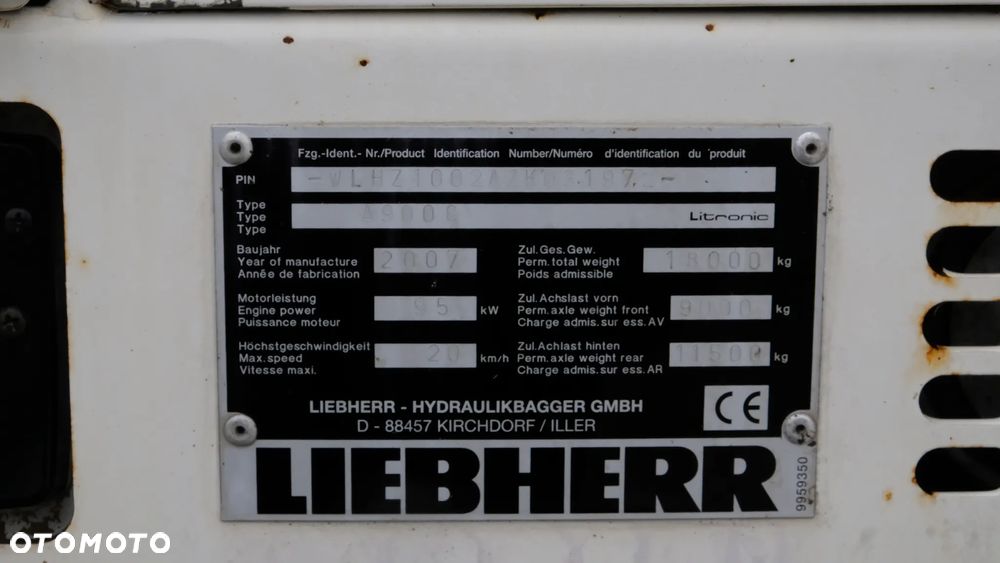 Fzg.-Ident.- Nr./Product Identification Number/Numéro d'identification du produit
PIN
Type A900C Litronic
Type
Type
Baujahr
Year of manufacture 2007
Année de fabrication
Zul.Ges.Gew.
Perm.total weight 18000 kg
Poids admissible
Motorleistung
Engine power 95 kW
Puissance moteur
Zul.Achslast vorn
Perm.axle weight front 9000 kg
Charge admis.sur ess.AV
Höchstgeschwindigkeit
Max.speed 20 km/h
Vitesse maxi.
Zul.Achlast hinten
Perm.axle weight rear 11500 kg
Charge admis.sur ess.AR
LIEBHERR - HYDRAULIKBAGGER GMBH
D - 88457 KIRCHDORF / ILLER
CE
LIEBHERR
9959350
OTOMOTO